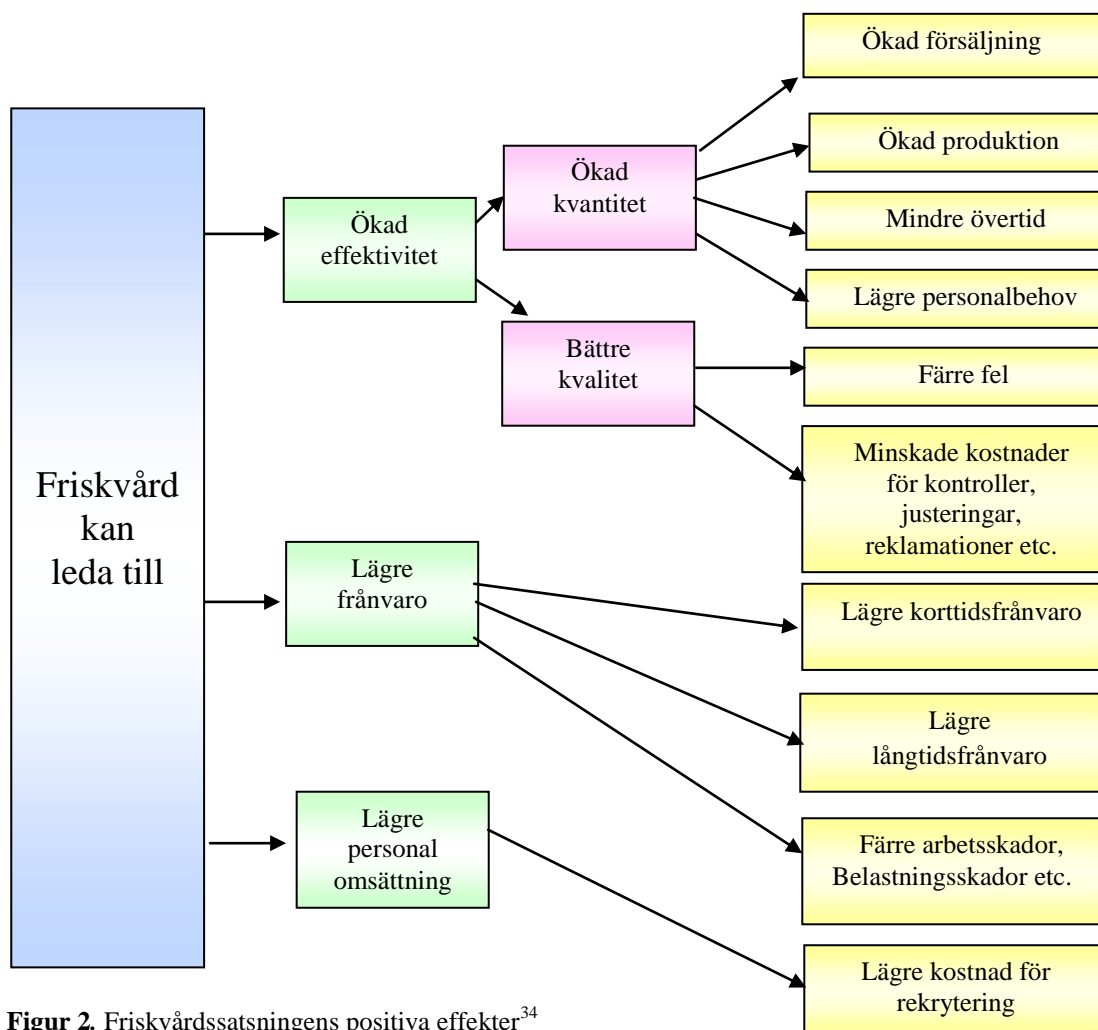 Friskvård
kan
leda till
Ökad
effektivitet
Ökad
kvantitet
Ökad försäljning
Ökad produktion
Mindre övertid
Lägre personalbehov
Bättre
kvalitet
Färre fel
Minskade kostnader
för kontroller,
justeringar,
reklamationer etc.
Lägre
frånvaro
Lägre korttidsfrånvaro
Lägre
långtidsfrånvaro
Färre arbetsskador,
Belastningsskador etc.
Lägre
personal
omsättning
Lägre kostnad för
rekrytering
Figur 2. Friskvårdssatsningens positiva effekter34